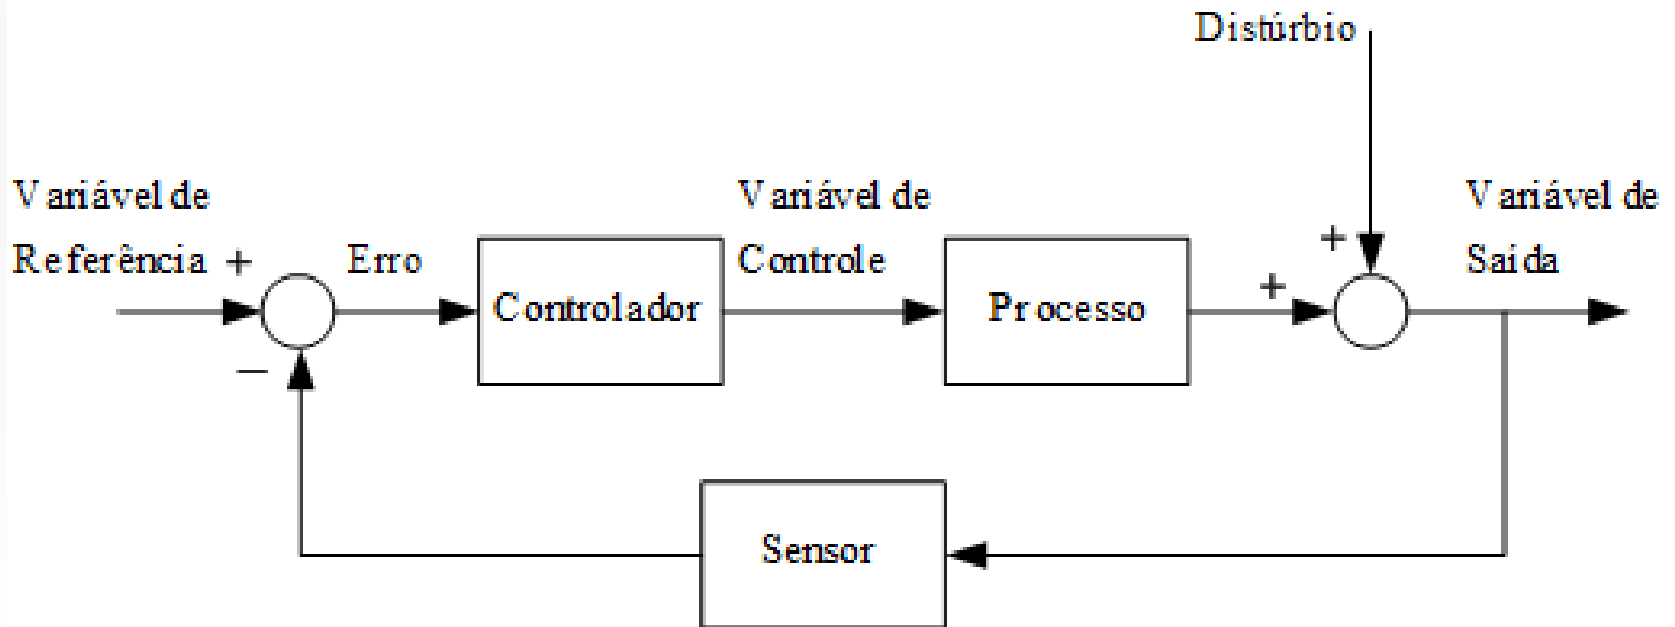 Distúrbio
Variável de
Referência +
Erro
Controlador
Variável de
Controle
Processo
+
+
Variável de
Saída
−
Sensor